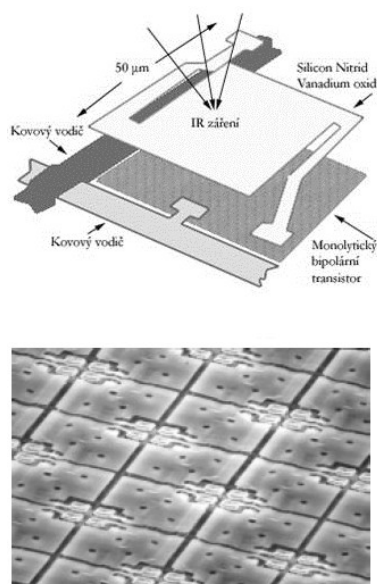 50 µm
Silicon Nitrid
Vanadium oxid
IR záření
Kovový vodič
Kovový vodič
Monolytický
bipolární
transistor